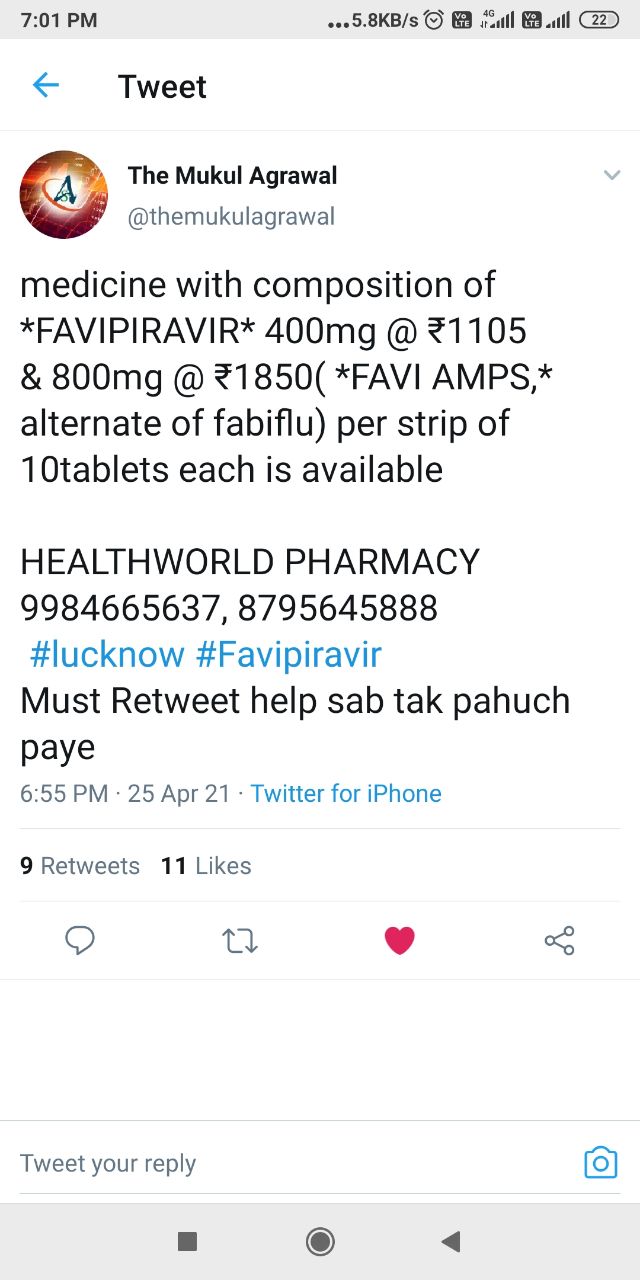 7:01 PM
...5.8KB/s Vo LTE 4G Vo LTE 22
Tweet
The Mukul Agrawal
@themukulagrawal
medicine with composition of
*FAVIPIRAVIR* 400mg @ ₹1105
& 800mg @ ₹1850( *FAVI AMPS,*
alternate of fabiflu) per strip of
10tablets each is available
HEALTHWORLD PHARMACY
9984665637, 8795645888
#lucknow #Favipiravir
Must Retweet help sab tak pahuch
paye
6:55 PM · 25 Apr 21 · Twitter for iPhone
9 Retweets 11 Likes
Tweet your reply